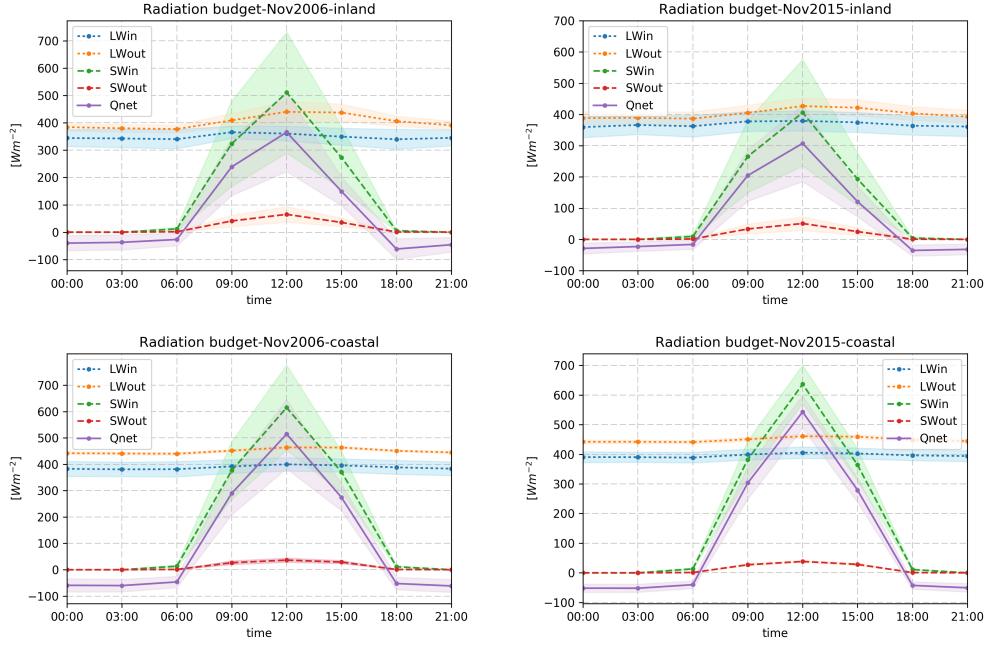 Radiation budget-Nov2006-inland
700
600
500
400
300
200
100
0
−100
[Wm⁻²]
LWin
LWout
SWin
SWout
Qnet
00:00 03:00 06:00 09:00 12:00 15:00 18:00 21:00
time
Radiation budget-Nov2015-inland
700
600
500
400
300
200
100
0
−100
[Wm⁻²]
LWin
LWout
SWin
SWout
Qnet
00:00 03:00 06:00 09:00 12:00 15:00 18:00 21:00
time
Radiation budget-Nov2006-coastal
700
600
500
400
300
200
100
0
−100
[Wm⁻²]
LWin
LWout
SWin
SWout
Qnet
00:00 03:00 06:00 09:00 12:00 15:00 18:00 21:00
time
Radiation budget-Nov2015-coastal
700
600
500
400
300
200
100
0
−100
[Wm⁻²]
LWin
LWout
SWin
SWout
Qnet
00:00 03:00 06:00 09:00 12:00 15:00 18:00 21:00
time